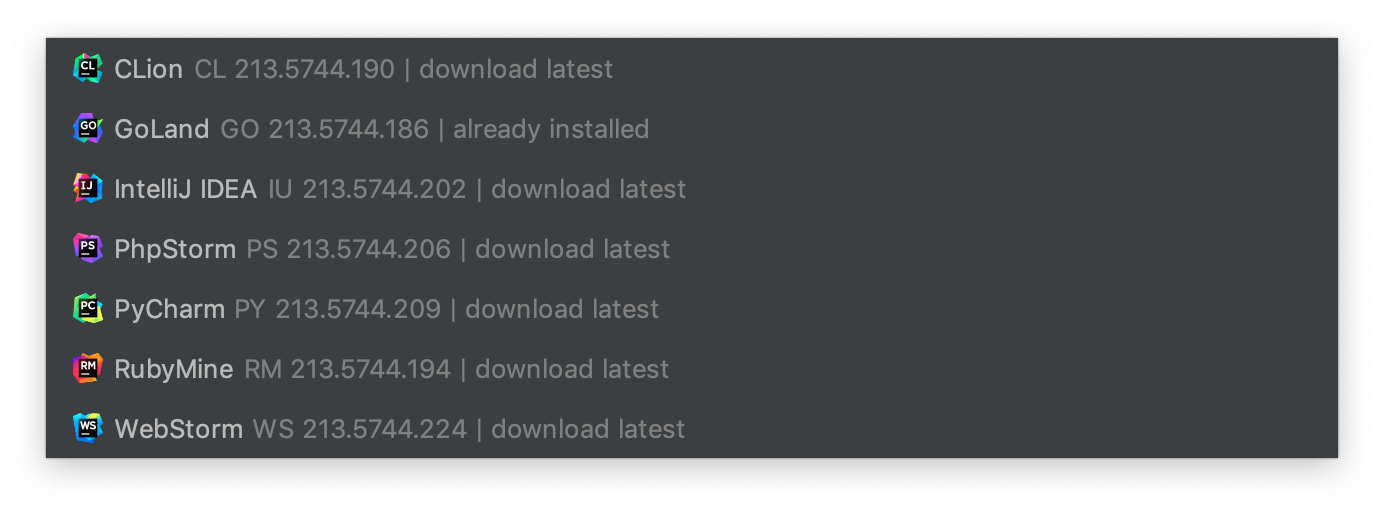 CL CLion CL 213.5744.190 | download latest
GO GoLand GO 213.5744.186 | already installed
IJ IntelliJ IDEA IU 213.5744.202 | download latest
PS PhpStorm PS 213.5744.206 | download latest
PC PyCharm PY 213.5744.209 | download latest
RM RubyMine RM 213.5744.194 | download latest
WS WebStorm WS 213.5744.224 | download latest